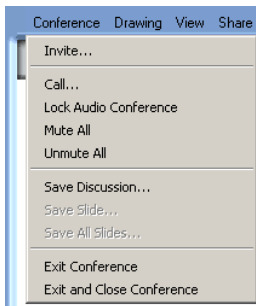 Conference Drawing View Share
Invite...
Call...
Lock Audio Conference
Mute All
Unmute All
Save Discussion...
Save Slide...
Save All Slides...
Exit Conference
Exit and Close Conference